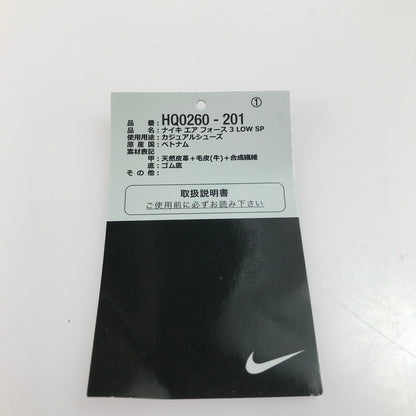 ①
品 番 : HQ0260 - 201
品 名 : ナイキ エア フォース 3 LOW SP
使用用途 : カジュアルシューズ
原 産 国 : ベトナム
素材表記
甲 : 天然皮革+毛皮(牛)+合成繊維
底 : ゴム底
そ の 他 :
取扱説明書
ご使用前に必ずお読み下さい